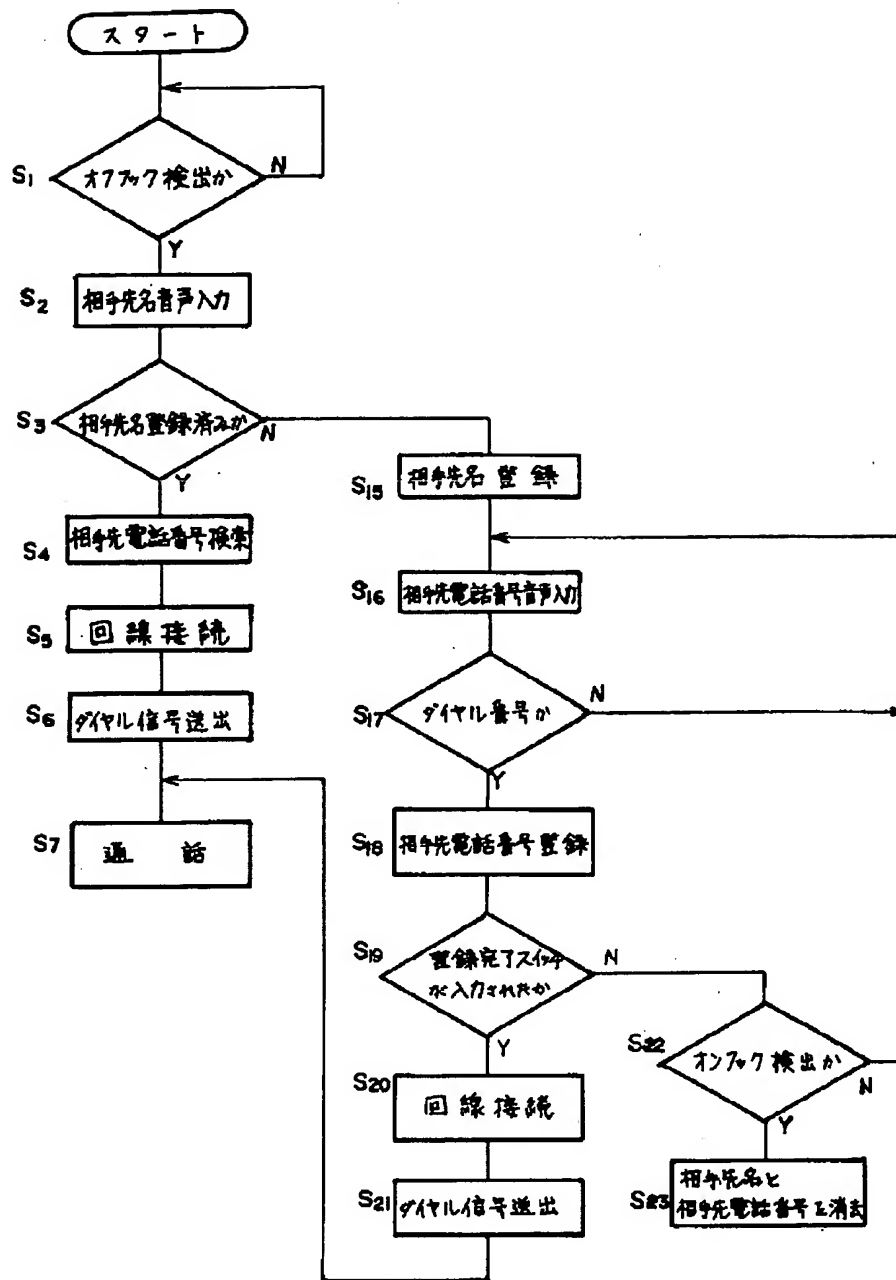 スタート
S1
オフフック検出か
N
Y
S2
相手先名音声入力
S3
相手先名登録済みか
N
Y
S4
相手先電話番号検索
S5
回線接続
S6
ダイヤル信号送出
S7
通話
S15
相手先名登録
S16
相手先電話番号音声入力
S17
ダイヤル番号か
N
Y
S18
相手先電話番号登録
S19
登録完了スイッチ
が入力されたか
N
Y
S20
回線接続
S21
ダイヤル信号送出
S22
オンフック検出か
N
Y
S23
相手先名と
相手先電話番号を消去